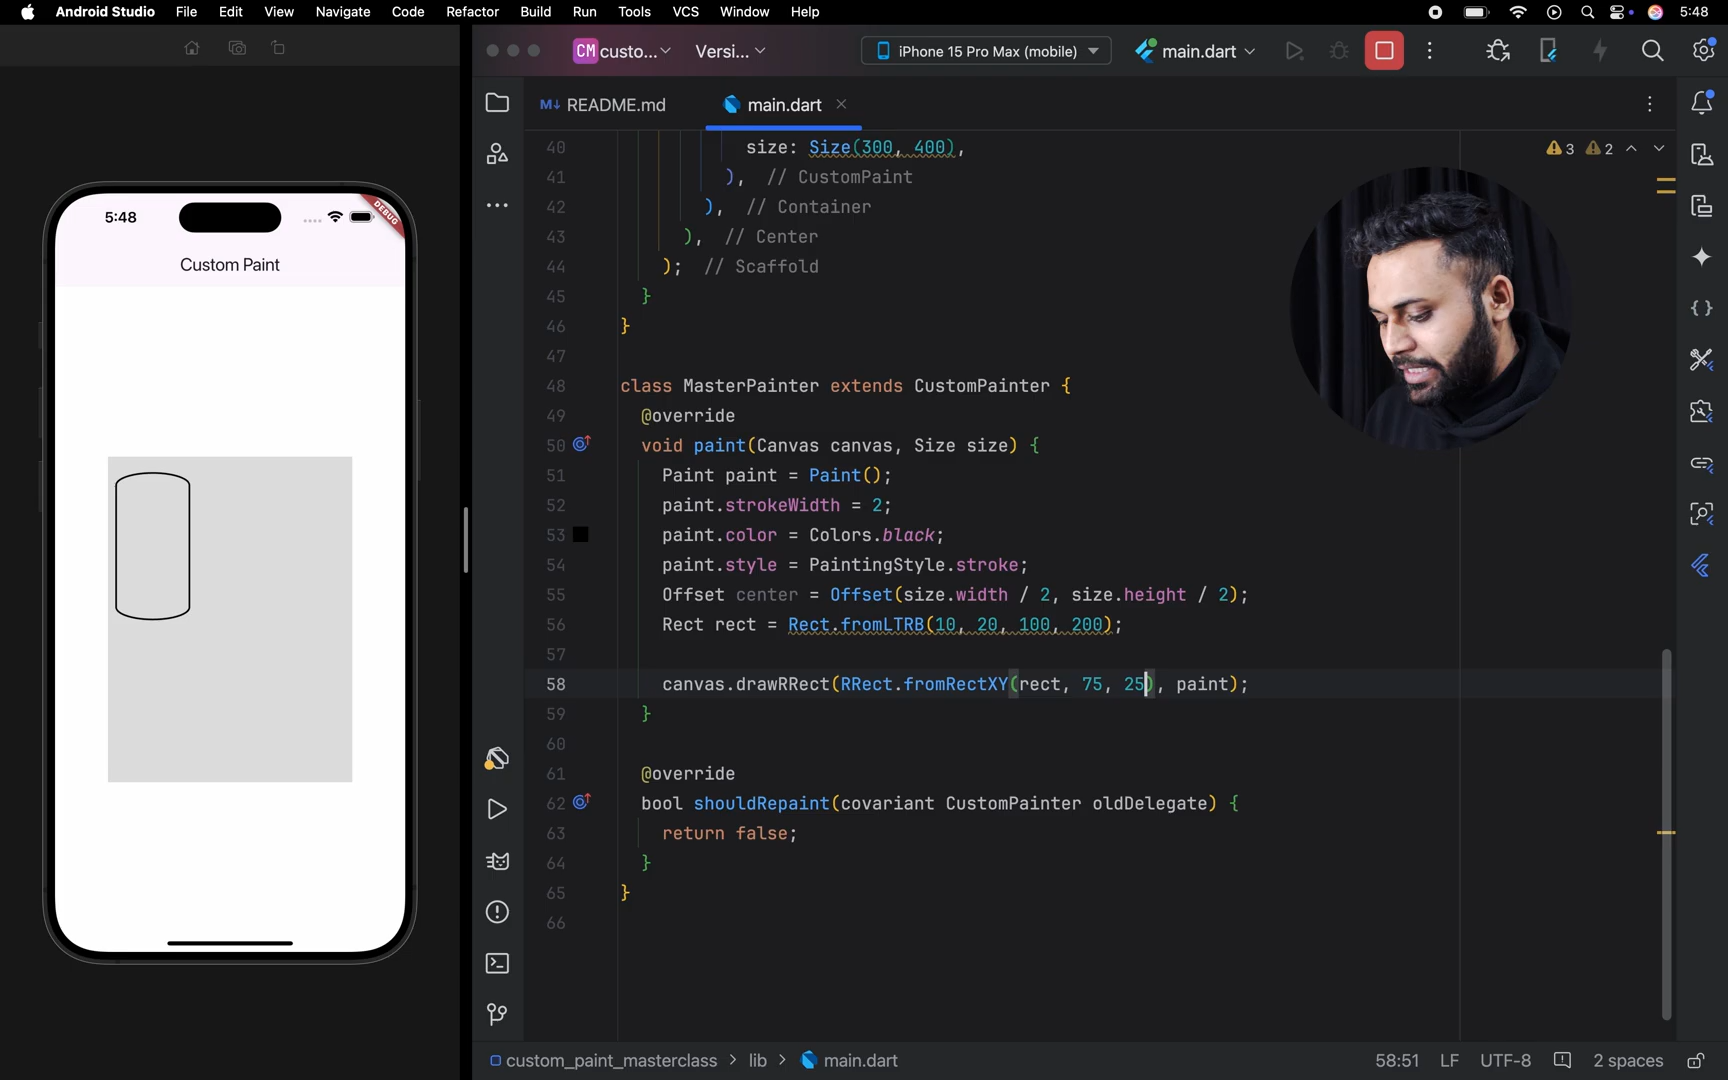 Android Studio File Edit View Navigate Code Refactor Build Run Tools VCS Window Help 5:48
CM custo... Versi... iPhone 15 Pro Max (mobile) main.dart
M↓ README.md main.dart
5:48
DEBUG
Custom Paint
3 2
40 size: Size(300, 400),
41 ), // CustomPaint
42 ), // Container
43 ), // Center
44 ); // Scaffold
45 }
46 }
47
48 class MasterPainter extends CustomPainter {
49 @override
50 void paint(Canvas canvas, Size size) {
51 Paint paint = Paint();
52 paint.strokeWidth = 2;
53 paint.color = Colors.black;
54 paint.style = PaintingStyle.stroke;
55 Offset center = Offset(size.width / 2, size.height / 2);
56 Rect rect = Rect.fromLTRB(10, 20, 100, 200);
57
58 canvas.drawRRect(RRect.fromRectXY(rect, 75, 25), paint);
59 }
60
61 @override
62 bool shouldRepaint(covariant CustomPainter oldDelegate) {
63 return false;
64 }
65 }
66
custom_paint_masterclass > lib > main.dart 58:51 LF UTF-8 2 spaces